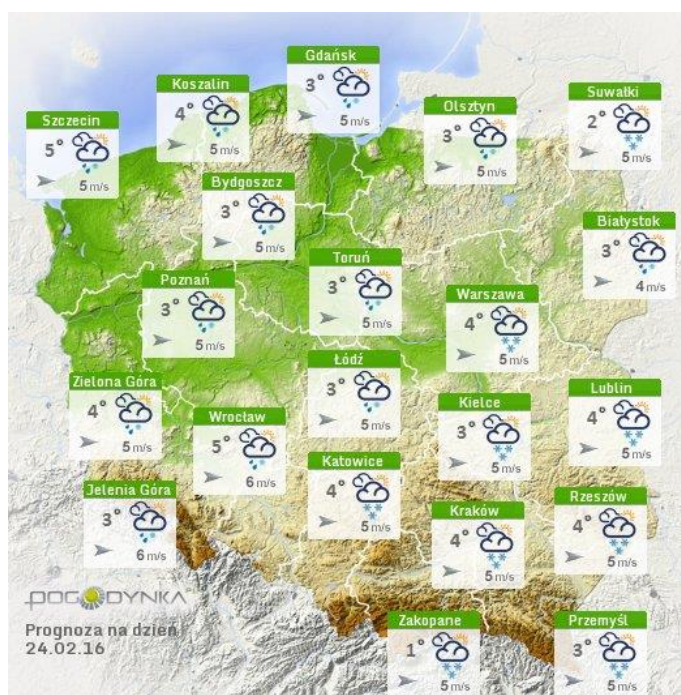 Gdańsk
3°
5 m/s
Koszalin
4°
5 m/s
Suwałki
2°
5 m/s
Olsztyn
3°
5 m/s
Szczecin
5°
5 m/s
Bydgoszcz
3°
5 m/s
Białystok
3°
4 m/s
Toruń
3°
5 m/s
Poznań
3°
5 m/s
Warszawa
4°
5 m/s
Łódź
3°
5 m/s
Zielona Góra
4°
5 m/s
Lublin
4°
5 m/s
Kielce
3°
5 m/s
Wrocław
5°
6 m/s
Katowice
4°
5 m/s
Jelenia Góra
3°
6 m/s
Rzeszów
4°
5 m/s
Kraków
4°
5 m/s
POGODYNKA
Prognoza na dzień
24.02.16
Zakopane
1°
5 m/s
Przemyśl
3°
5 m/s